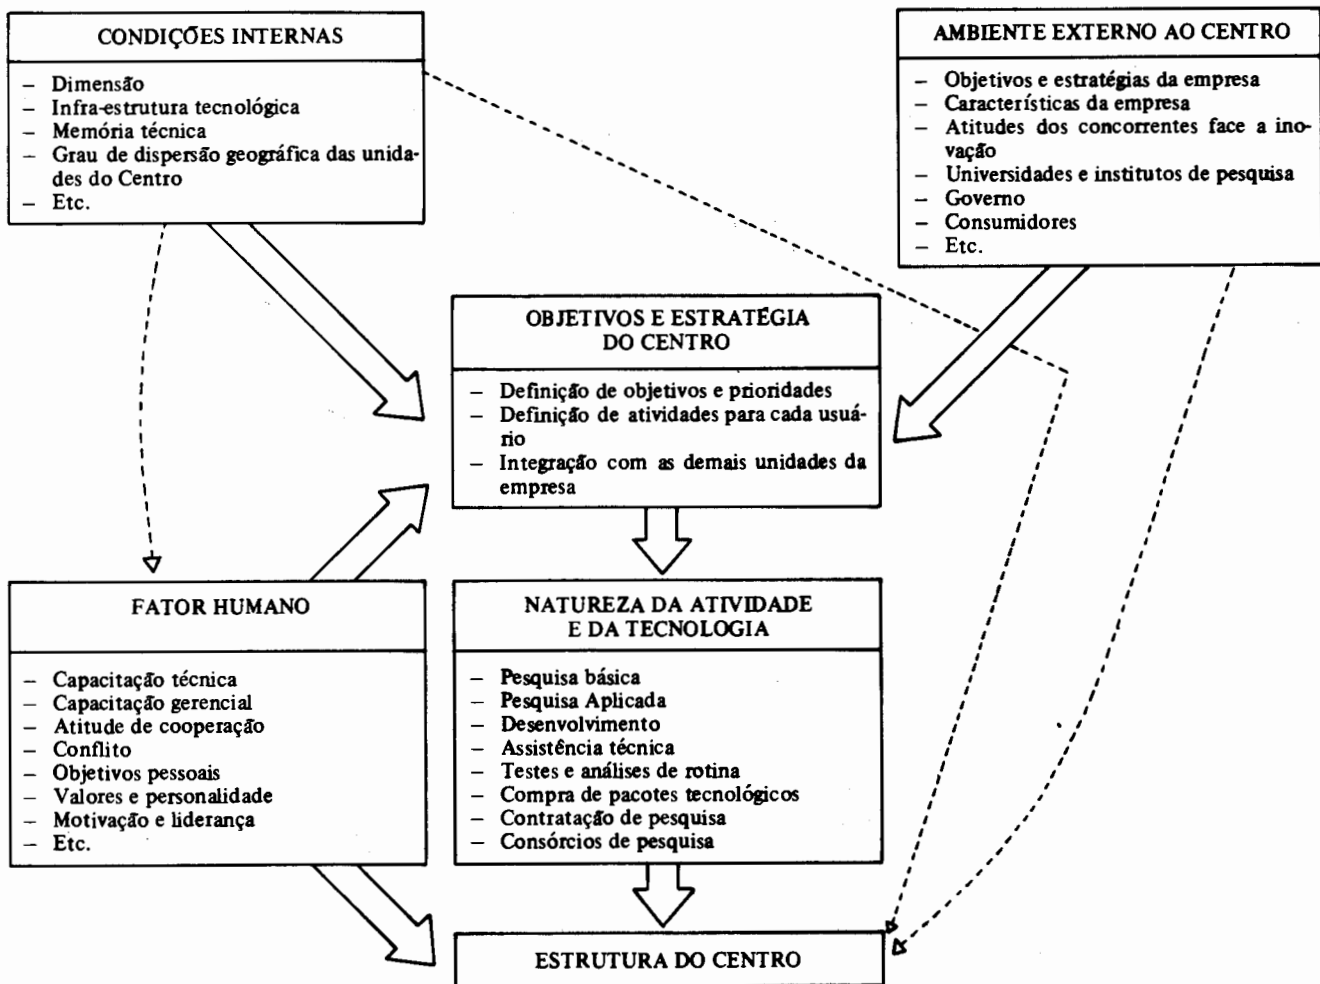 CONDIÇÕES INTERNAS
– Dimensão
– Infra-estrutura tecnológica
– Memória técnica
– Grau de dispersão geográfica das unida-
des do Centro
– Etc.
AMBIENTE EXTERNO AO CENTRO
– Objetivos e estratégias da empresa
– Características da empresa
– Atitudes dos concorrentes face a ino-
vação
– Universidades e institutos de pesquisa
– Governo
– Consumidores
– Etc.
OBJETIVOS E ESTRATÉGIA
DO CENTRO
– Definição de objetivos e prioridades
– Definição de atividades para cada usuá-
rio
– Integração com as demais unidades da
empresa
FATOR HUMANO
– Capacitação técnica
– Capacitação gerencial
– Atitude de cooperação
– Conflito
– Objetivos pessoais
– Valores e personalidade
– Motivação e liderança
– Etc.
NATUREZA DA ATIVIDADE
E DA TECNOLOGIA
– Pesquisa básica
– Pesquisa Aplicada
– Desenvolvimento
– Assistência técnica
– Testes e análises de rotina
– Compra de pacotes tecnológicos
– Contratação de pesquisa
– Consórcios de pesquisa
ESTRUTURA DO CENTRO